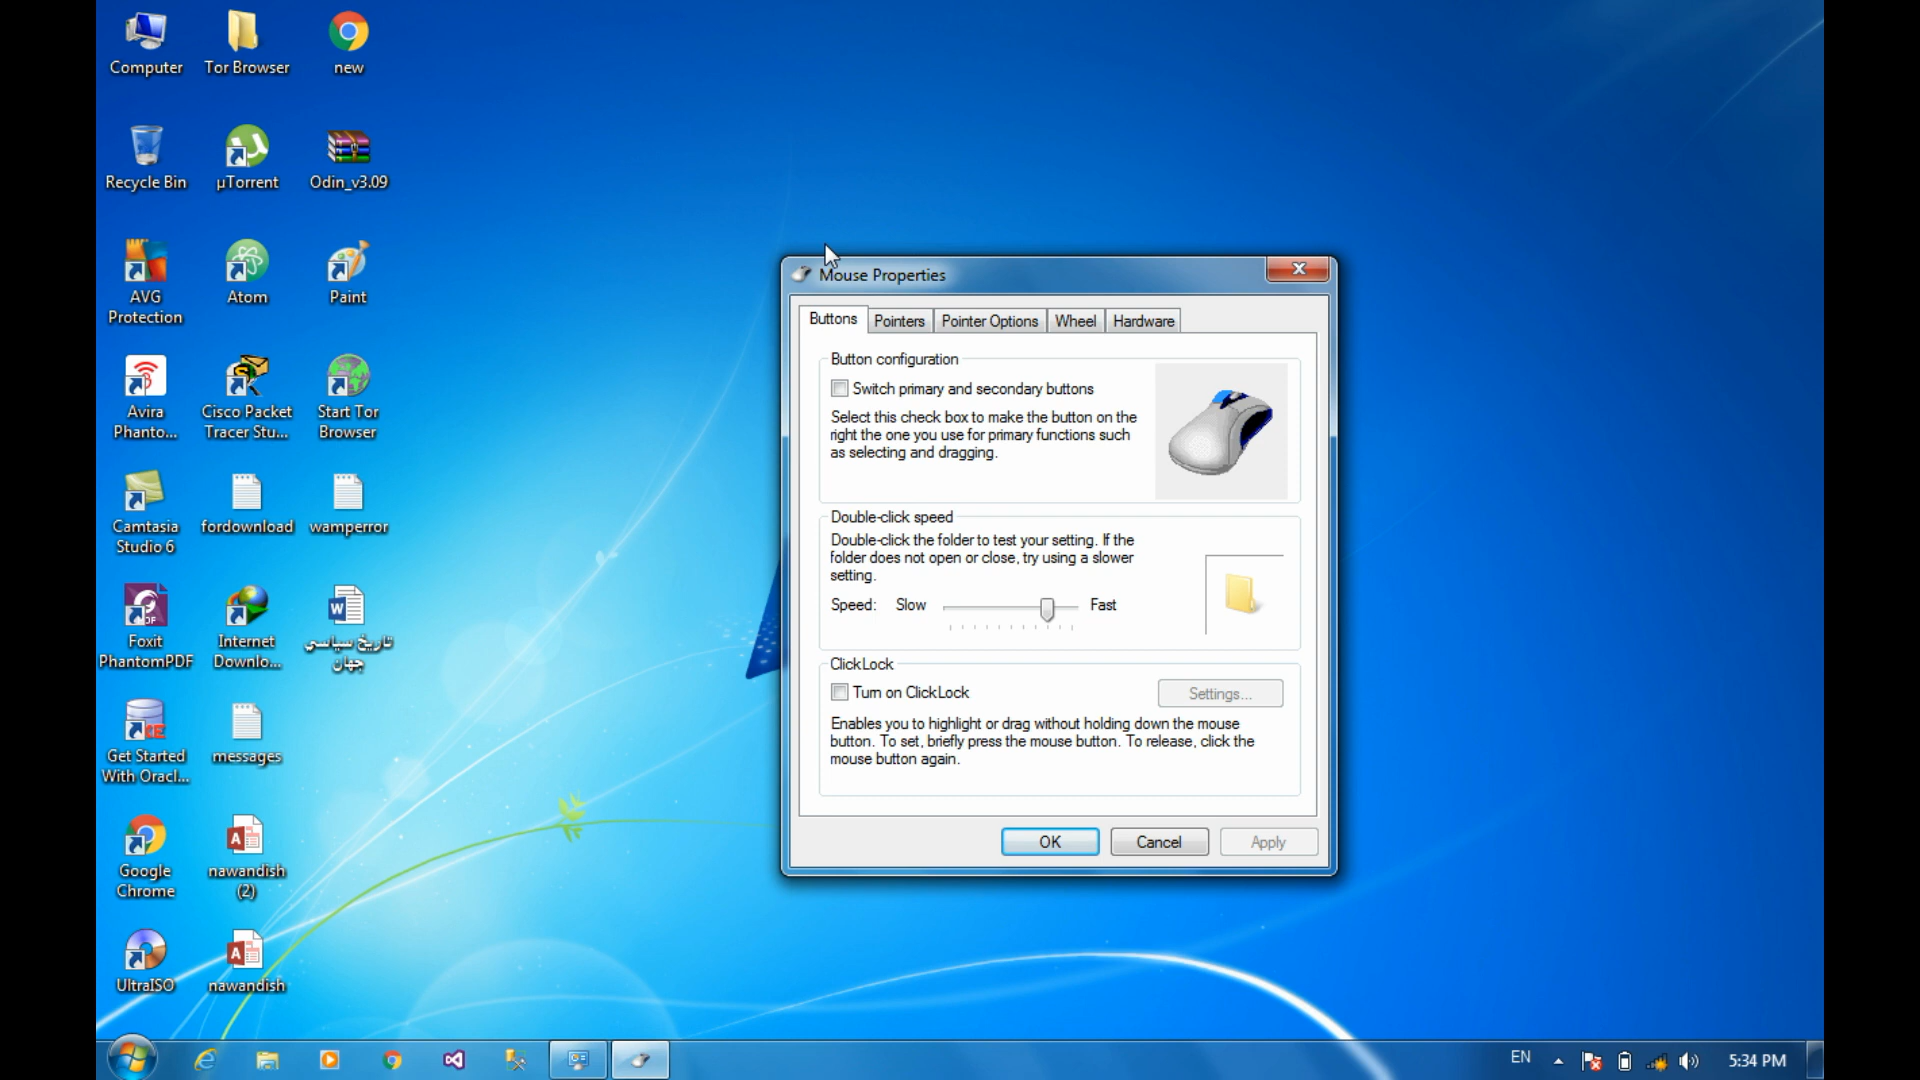 Computer
Tor Browser
new
Recycle Bin
µTorrent
Odin_v3.09
AVG
Protection
Atom
Paint
Avira
Phanto...
Cisco Packet
Tracer Stu...
Start Tor
Browser
Camtasia
Studio 6
fordownload
wamperror
Foxit
PhantomPDF
Internet
Downlo...
تاریخ سیاسي
جهان
Get Started
With Oracl...
messages
Google
Chrome
nawandish
(2)
UltraISO
nawandish
Mouse Properties
Buttons
Pointers
Pointer Options
Wheel
Hardware
Button configuration
Switch primary and secondary buttons
Select this check box to make the button on the
right the one you use for primary functions such
as selecting and dragging.
Double-click speed
Double-click the folder to test your setting. If the
folder does not open or close, try using a slower
setting.
Speed: Slow Fast
ClickLock
Turn on ClickLock
Settings...
Enables you to highlight or drag without holding down the mouse
button. To set, briefly press the mouse button. To release, click the
mouse button again.
OK
Cancel
Apply
EN
5:34 PM